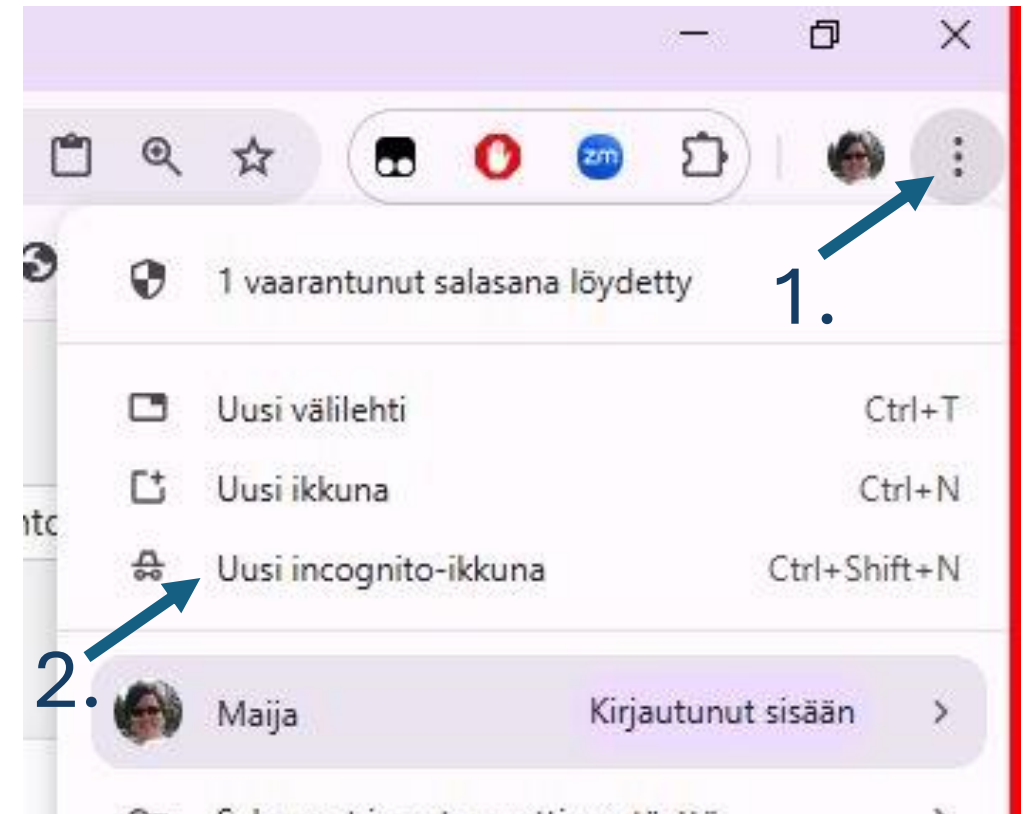 zm
1 vaarantunut salasana löydetty
1.
Uusi välilehti Ctrl+T
Uusi ikkuna Ctrl+N
Uusi incognito-ikkuna Ctrl+Shift+N
2.
Maija Kirjautunut sisään